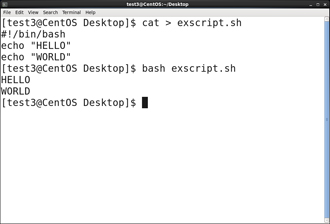 test3@CentOS:~/Desktop
File Edit View Search Terminal Help
[test3@CentOS Desktop]$ cat > exscript.sh
#!/bin/bash
echo "HELLO"
echo "WORLD"
[test3@CentOS Desktop]$ bash exscript.sh
HELLO
WORLD
[test3@CentOS Desktop]$